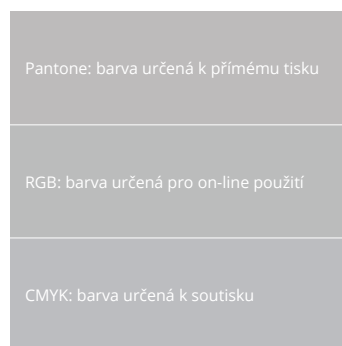 Pantone: barva určená k přímému tisku
RGB: barva určená pro on-line použití
CMYK: barva určená k soutisku